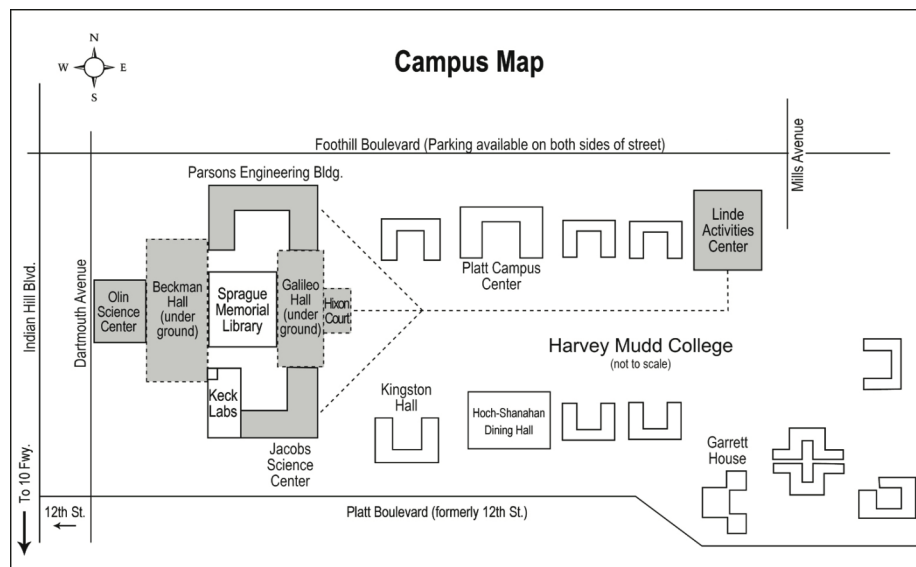 N
W E
S
Campus Map
Foothill Boulevard (Parking available on both sides of street)
Mills Avenue
Parsons Engineering Bldg.
Linde
Activities
Center
Platt Campus
Center
Indian Hill Blvd.
Dartmouth Avenue
Olin
Science
Center
Beckman
Hall
(under
ground)
Sprague
Memorial
Library
Galileo
Hall
(under
ground)
Hixon
Court
Harvey Mudd College
(not to scale)
Keck
Labs
Kingston
Hall
Hoch-Shanahan
Dining Hall
Jacobs
Science
Center
Garrett
House
To 10 Fwy.
12th St.
Platt Boulevard (formerly 12th St.)